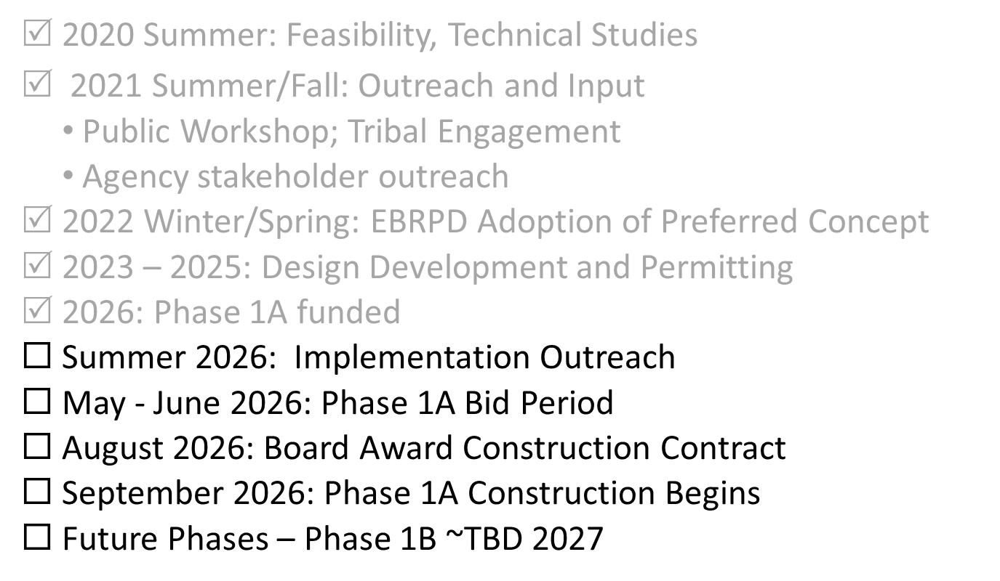 ☑ 2020 Summer: Feasibility, Technical Studies
☑ 2021 Summer/Fall: Outreach and Input
• Public Workshop; Tribal Engagement
• Agency stakeholder outreach
☑ 2022 Winter/Spring: EBRPD Adoption of Preferred Concept
☑ 2023 – 2025: Design Development and Permitting
☑ 2026: Phase 1A funded
☐ Summer 2026:  Implementation Outreach
☐ May - June 2026: Phase 1A Bid Period
☐ August 2026: Board Award Construction Contract
☐ September 2026: Phase 1A Construction Begins
☐ Future Phases – Phase 1B ~TBD 2027